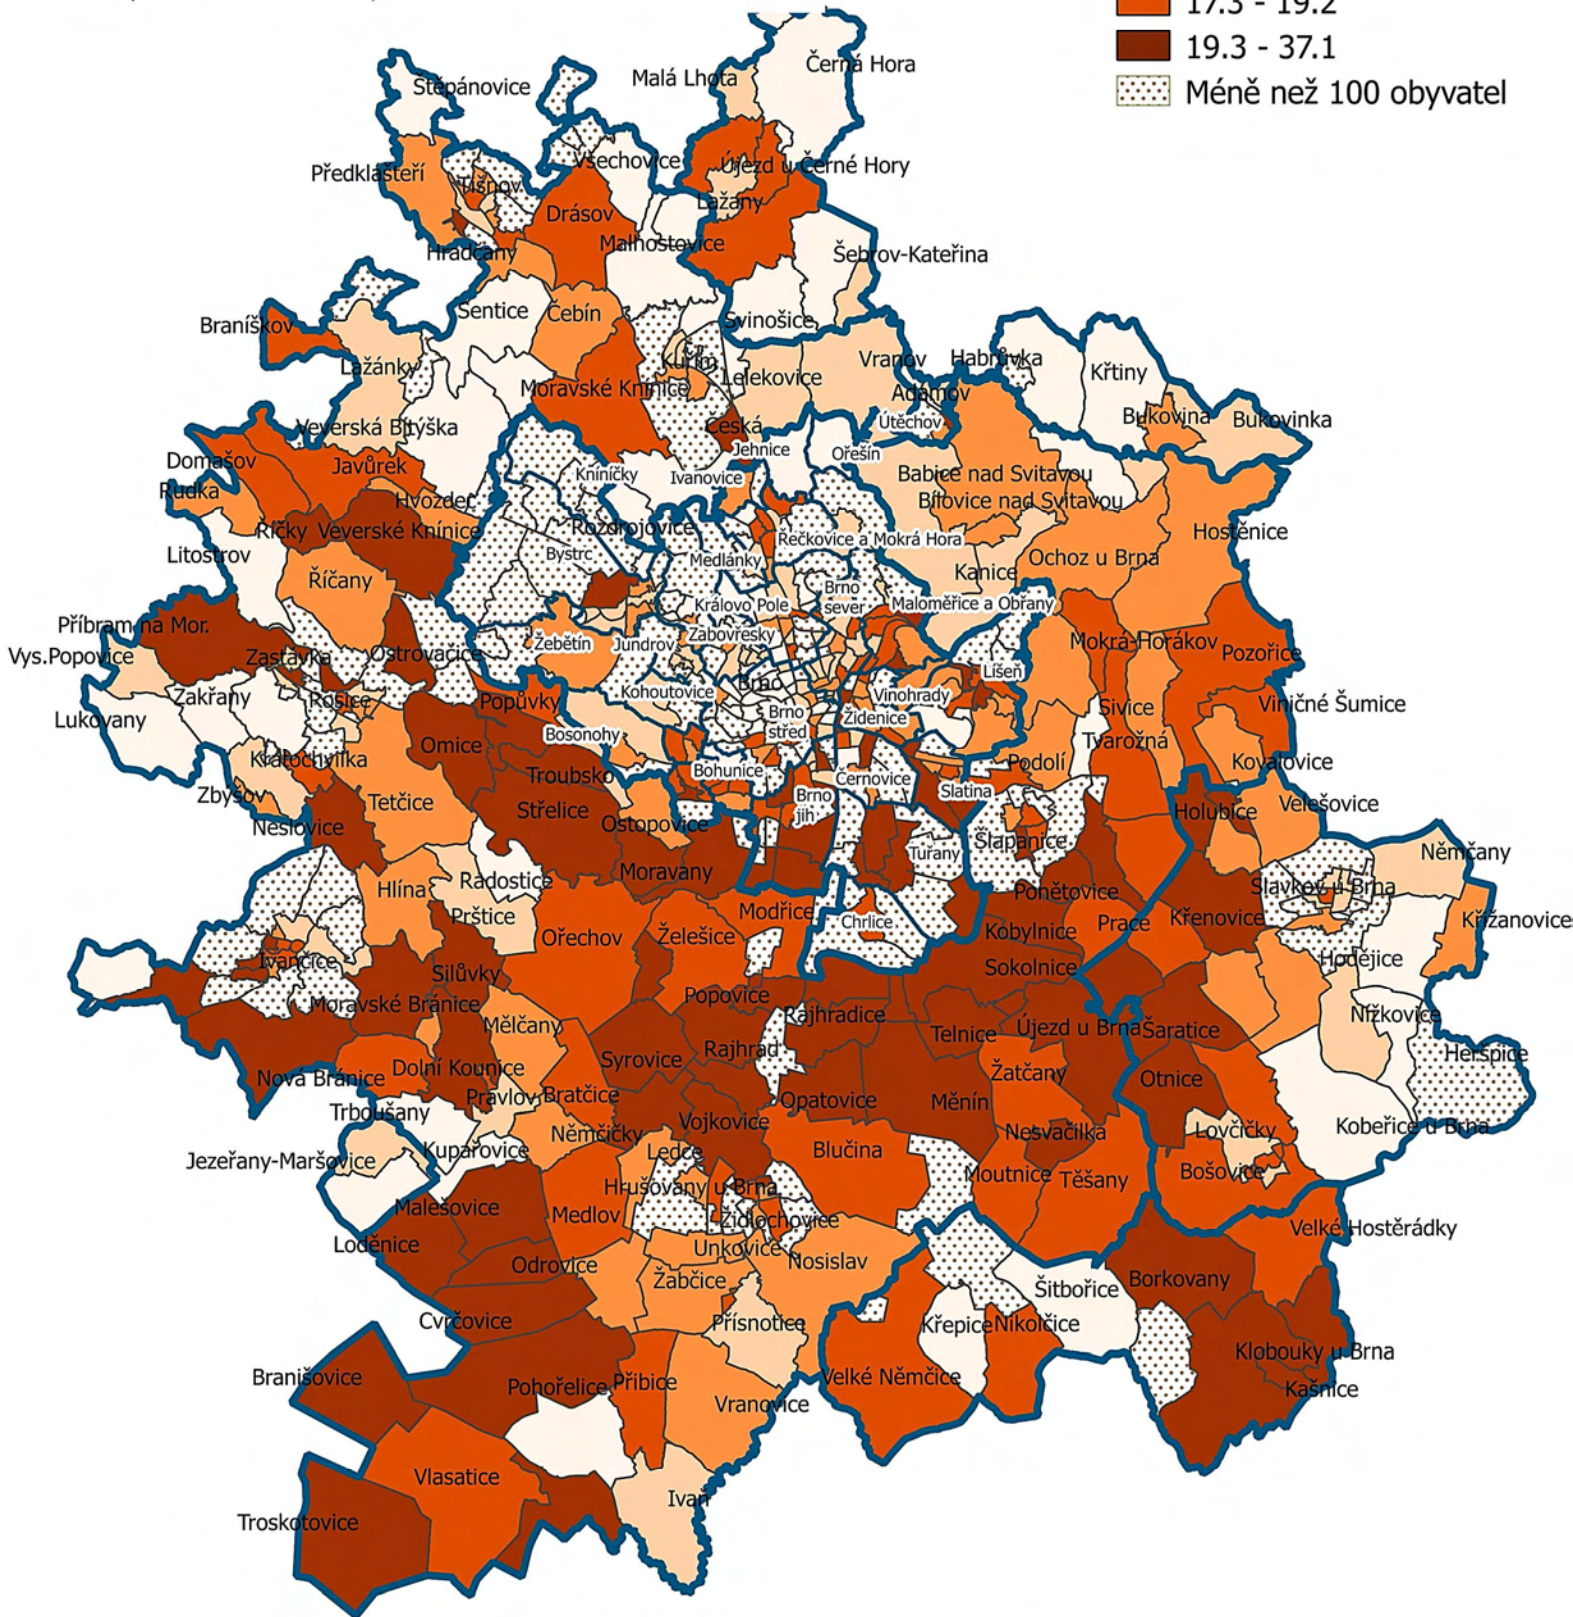 17.3 - 19.2
19.3 - 37.1
Méně než 100 obyvatel
Černá Hora
Malá Lhota
Štěpánovice
Všechovice
Újezd u Černé Hory
Předklášteří
Tišnov
Lažany
Drásov
Malhostovice
Hradčany
Šebrov-Kateřina
Sentice
Čebín
Svinošice
Braníškov
Lažánky
Kuřim
Lelekovice
Vranov
Habrůvka
Křtiny
Moravské Knínice
Adamov
Bukovina
Bukovinka
Veverská Bítýška
Česká
Útěchov
Jehnice
Ořešín
Domašov
Javůrek
Kníničky
Ivanovice
Babice nad Svitavou
Rudka
Hvozdec
Bílovice nad Svitavou
Říčky
Veverské Knínice
Rozdrojovice
Řečkovice a Mokrá Hora
Hostěnice
Litostrov
Bystrc
Medlánky
Ochoz u Brna
Říčany
Kanice
Brno
sever
Královo Pole
Maloměřice a Obřany
Příbram na Mor.
Žabovřesky
Žebětín
Jundrov
Mokrá-Horákov
Vys.Popovice
Zastávka
Ostrovačice
Pozořice
Líšeň
Zakřany
Rosice
Popůvky
Kohoutovice
Brno
Vinohrady
Lukovany
Sivice
Viničné Šumice
Brno
střed
Židenice
Omice
Bosonohy
Tvarožná
Kratochvilka
Troubsko
Bohunice
Černovice
Podolí
Kovalovice
Zbýšov
Tetčice
Střelice
Brno
jih
Slatina
Holubice
Velešovice
Neslovice
Ostopovice
Šlapanice
Tuřany
Němčany
Moravany
Radostice
Hlína
Slavkov u Brna
Ponětovice
Prštice
Modřice
Chrlice
Prace
Křenovice
Křižanovice
Ořechov
Želešice
Kobylnice
Ivančice
Silůvky
Sokolnice
Hodějice
Popovice
Moravské Bránice
Rajhradice
Mělčany
Telnice
Újezd u Brna
Šaratice
Nížkovice
Rajhrad
Syrovice
Heršpice
Nová Bránice
Dolní Kounice
Žatčany
Otnice
Pravlov
Bratčice
Opatovice
Měnín
Trboušany
Vojkovice
Němčičky
Nesvačilka
Lovčičky
Kobeřice u Brna
Kupařovice
Ledce
Blučina
Jezeřany-Maršovice
Moutnice
Těšany
Bošovice
Hrušovany u Brna
Malešovice
Medlov
Židlochovice
Velké Hostěrádky
Loděnice
Unkovice
Nosislav
Odrovice
Žabčice
Šitbořice
Borkovany
Cvrčovice
Přísnotice
Křepice
Nikolčice
Klobouky u Brna
Branišovice
Pohořelice
Přibice
Velké Němčice
Kašnice
Vranovice
Vlasatice
Ivaň
Troskotovice